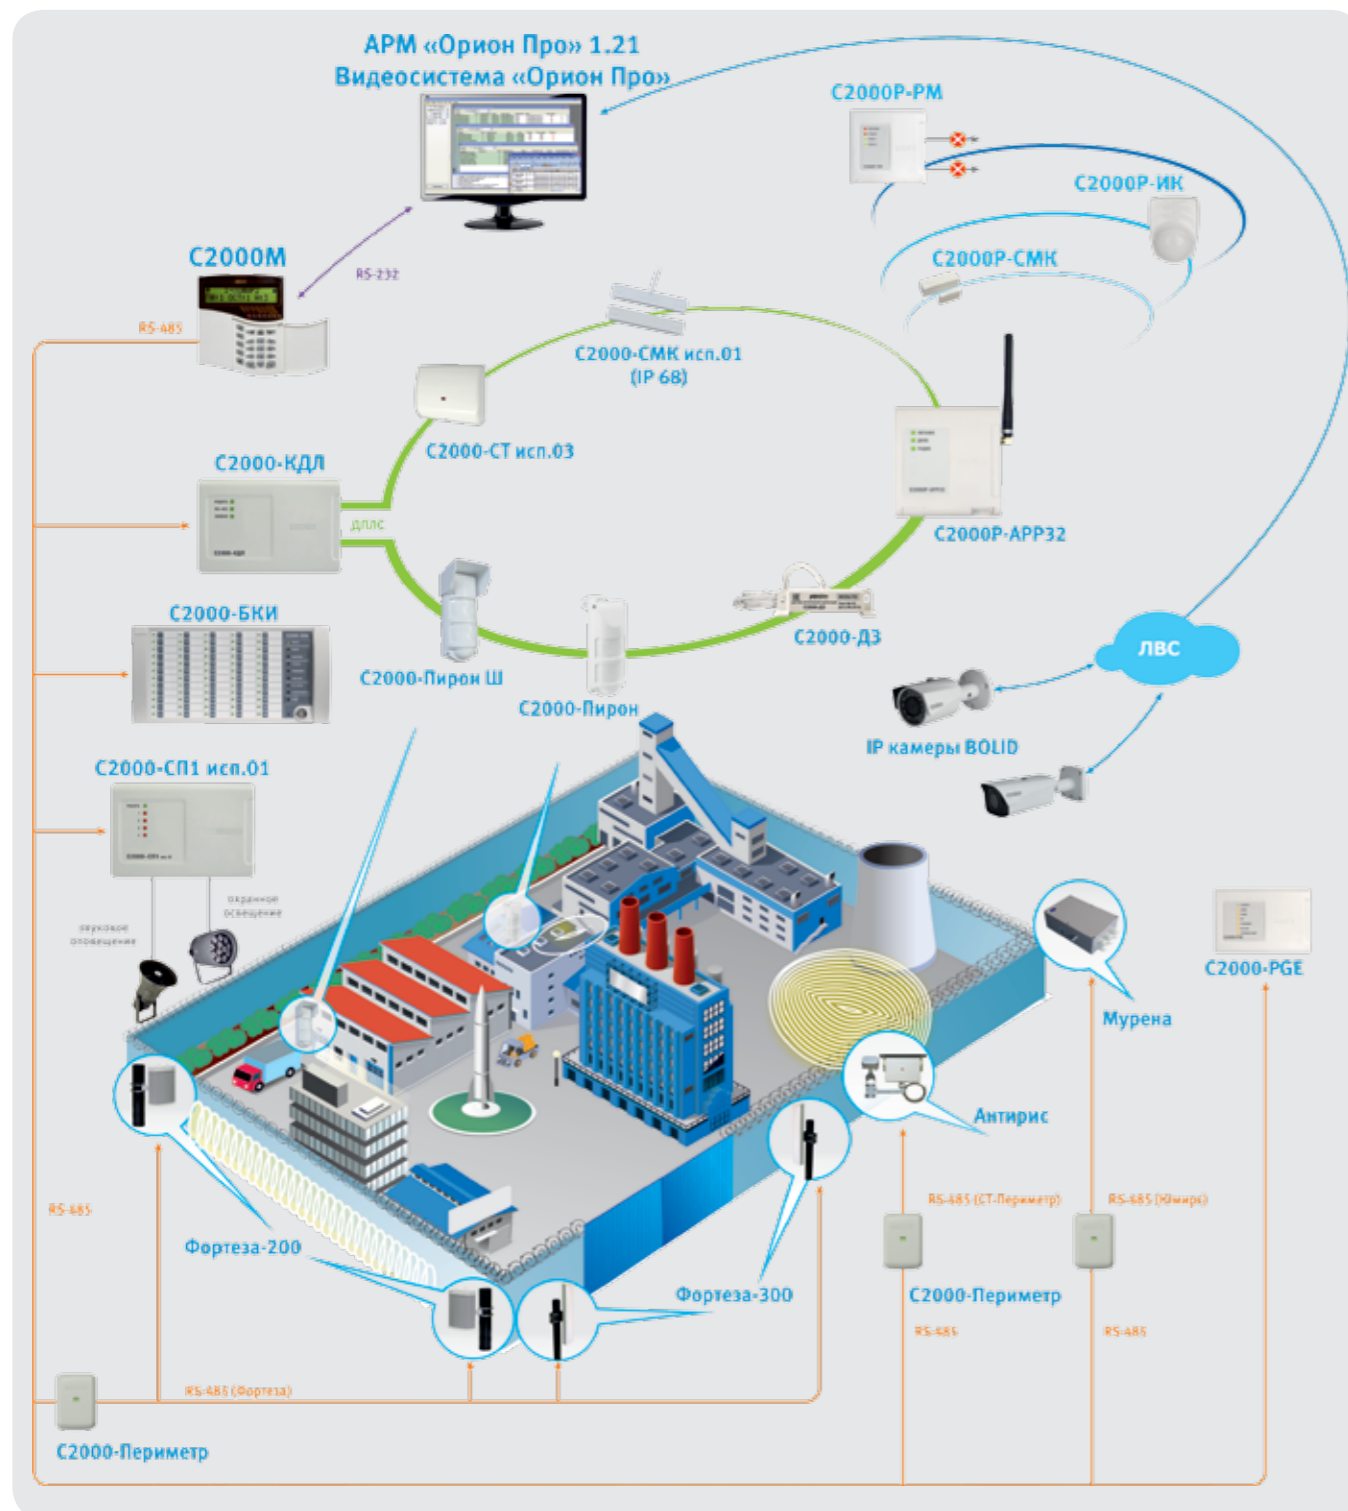 АРМ «Орион Про» 1.21
Видеосистема «Орион Про»
С2000Р-РМ
С2000Р-ИК
С2000М
RS-232
С2000Р-СМК
RS-485
С2000-СМК исп.01
(IP 68)
С2000-СТ исп.03
С2000-КДЛ
ДПЛС
С2000Р-АРР32
С2000-БКИ
С2000-ДЗ
ЛВС
С2000-Пирон Ш
С2000-Пирон
IP камеры BOLID
С2000-СП1 исп.01
охранное
освещение
звуковое
оповещение
С2000-PGE
Мурена
Антирис
RS-485
RS-485 (СТ-Периметр)
RS-485 (Юмирс)
Фортеза-200
Фортеза-300
С2000-Периметр
RS-485
RS-485
RS-485 (Фортеза)
С2000-Периметр